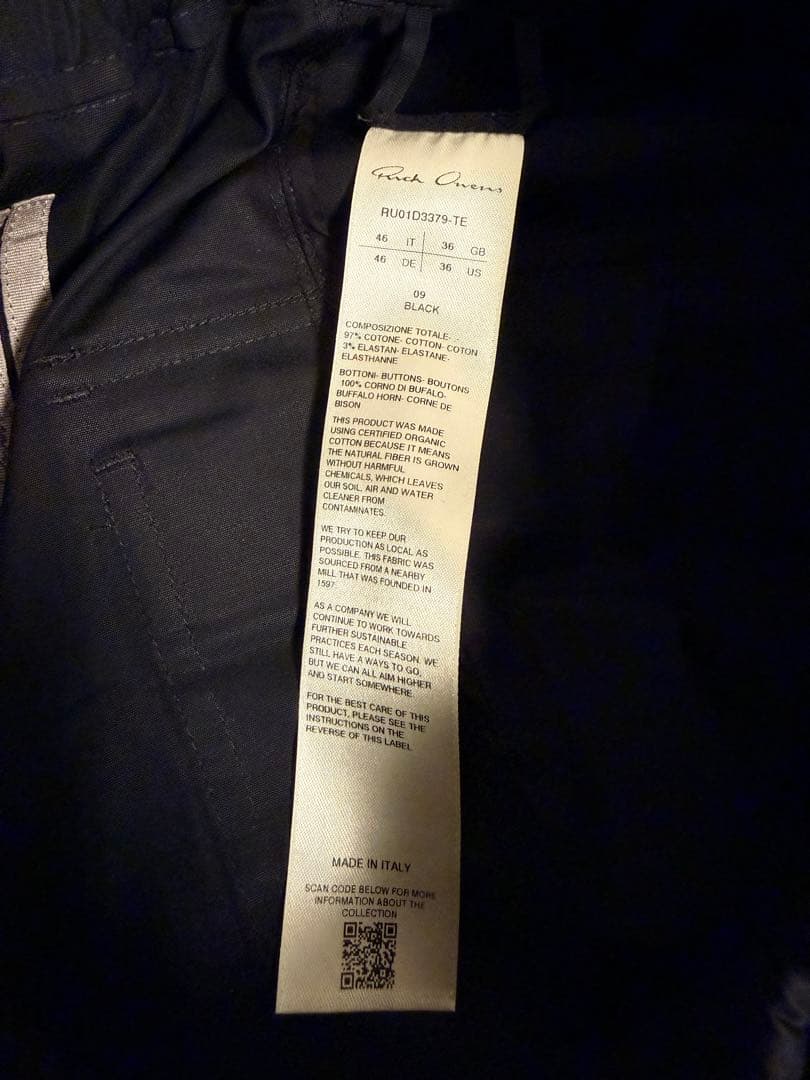 Rick Owens
RU01D3379-TE
46 IT 36 GB
46 DE 36 US
09
BLACK
COMPOSIZIONE TOTALE-
97% COTONE- COTTON- COTON
3% ELASTAN- ELASTANE-
ELASTHANNE
BOTTONI- BUTTONS- BOUTONS
100% CORNO DI BUFALO-
BUFFALO HORN- CORNE DE
BISON
THIS PRODUCT WAS MADE
USING CERTIFIED ORGANIC
COTTON BECAUSE IT MEANS
THE NATURAL FIBER IS GROWN
WITHOUT HARMFUL
CHEMICALS, WHICH LEAVES
OUR SOIL, AIR AND WATER
CLEANER FROM
CONTAMINATES.
WE TRY TO KEEP OUR
PRODUCTION AS LOCAL AS
POSSIBLE. THIS FABRIC WAS
SOURCED FROM A NEARBY
MILL THAT WAS FOUNDED IN
1597.
AS A COMPANY WE WILL
CONTINUE TO WORK TOWARDS
FURTHER SUSTAINABLE
PRACTICES EACH SEASON. WE
STILL HAVE A WAYS TO GO,
BUT WE CAN ALL AIM HIGHER
AND START SOMEWHERE.
FOR THE BEST CARE OF THIS
PRODUCT, PLEASE SEE THE
INSTRUCTIONS ON THE
REVERSE OF THIS LABEL
MADE IN ITALY
SCAN CODE BELOW FOR MORE
INFORMATION ABOUT THE
COLLECTION